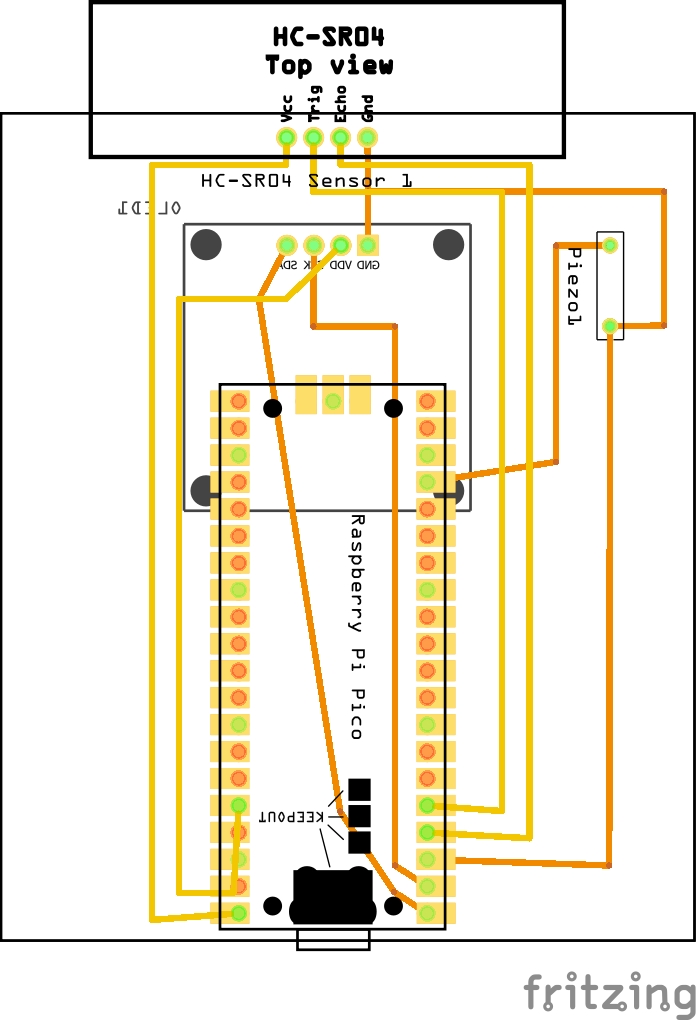 HC-SR04
Top view
Vcc
Trig
Echo
Gnd
HC-SR04 Sensor 1
OLED1
GND
VDD
SDA
Piezo1
Raspberry Pi Pico
KEEPOUT
fritzing